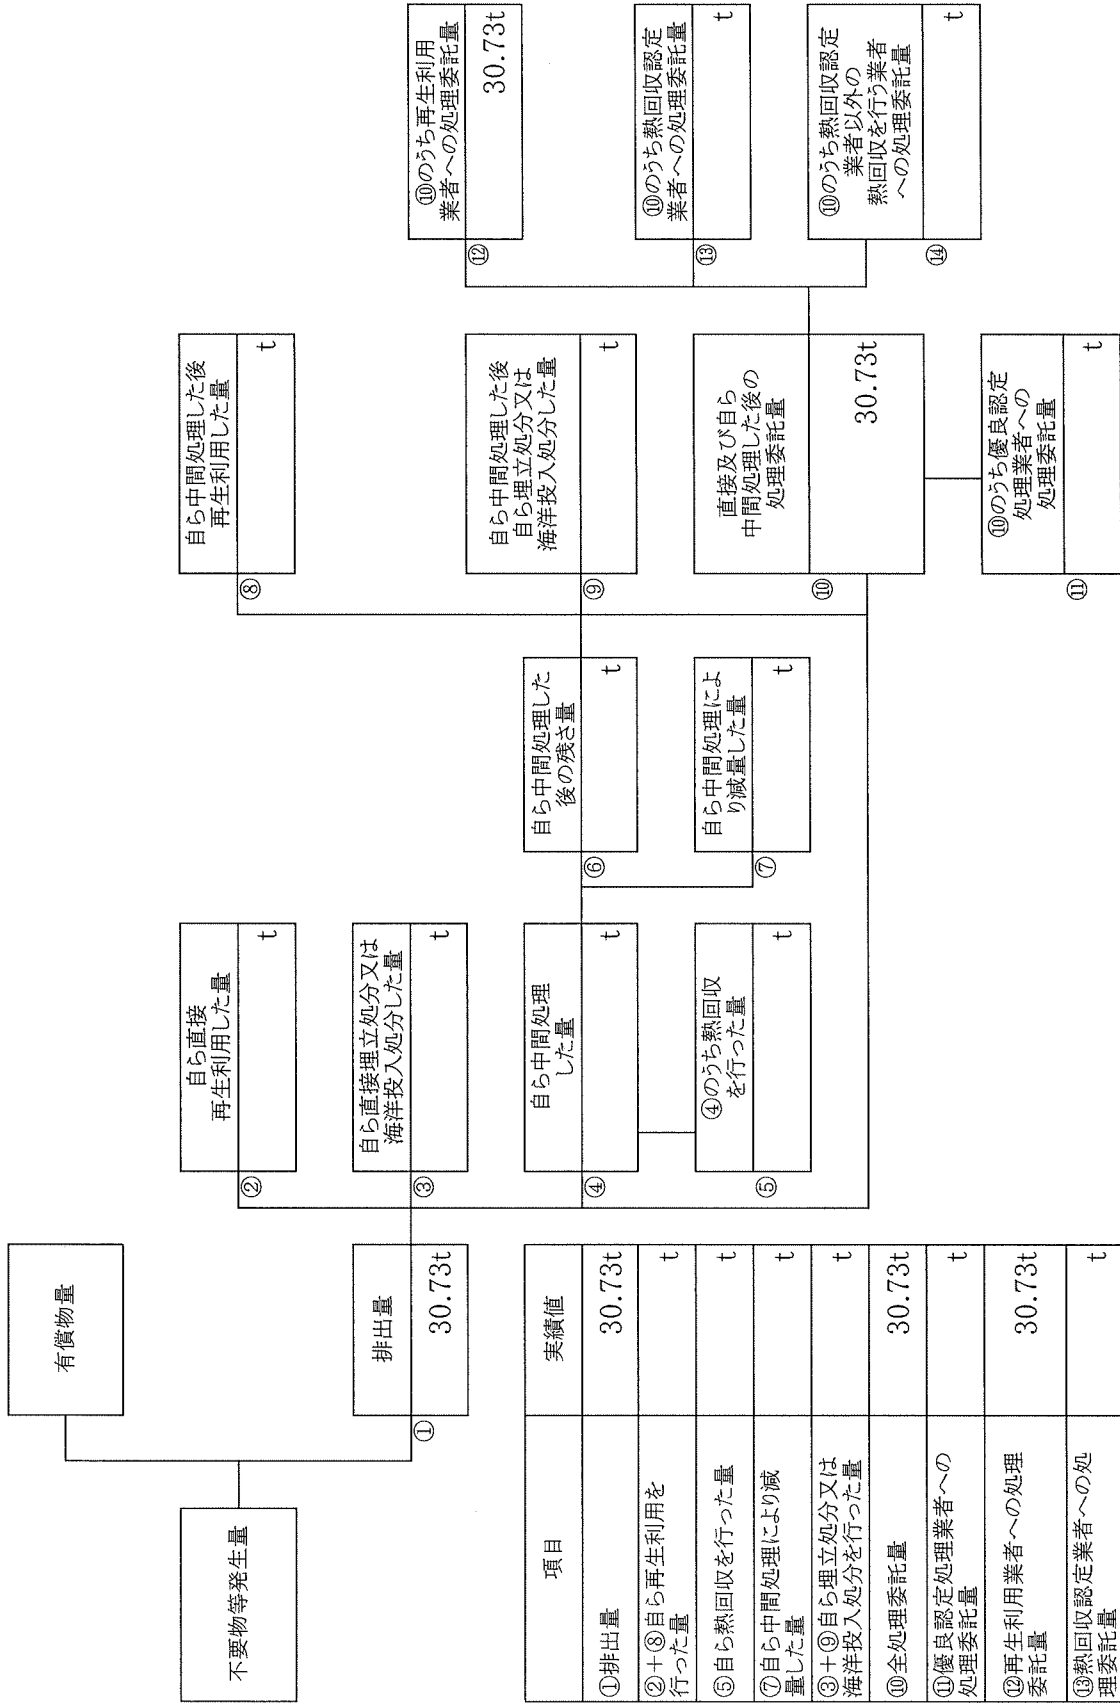 不要物等発生量
有償物量
①
排出量
30.73t
②
自ら直接
再生利用した量
t
③
自ら直接埋立処分又は
海洋投入処分した量
t
④
自ら中間処理
した量
t
⑤
④のうち熱回収
を行った量
t
⑥
自ら中間処理した
後の残さ量
t
⑦
自ら中間処理によ
り減量した量
t
⑧
自ら中間処理した後
再生利用した量
t
⑨
自ら中間処理した後
自ら埋立処分又は
海洋投入処分した量
t
⑩
直接及び自ら
中間処理した後の
処理委託量
30.73t
⑪
⑩のうち優良認定
処理業者への
処理委託量
t
⑫
⑩のうち再生利用
業者への処理委託量
30.73t
⑬
⑩のうち熱回収認定
業者への処理委託量
t
⑭
⑩のうち熱回収認定
業者以外の
熱回収を行う業者
への処理委託量
t
項目 実績値
①排出量 30.73t
②+⑧自ら再生利用を
行った量 t
⑤自ら熱回収を行った量 t
⑦自ら中間処理により減
量した量 t
③+⑨自ら埋立処分又は
海洋投入処分を行った量 t
⑩全処理委託量 30.73t
⑪優良認定処理業者への
処理委託量 t
⑫再生利用業者への処理
委託量 30.73t
⑬熱回収認定業者への処
理委託量 t